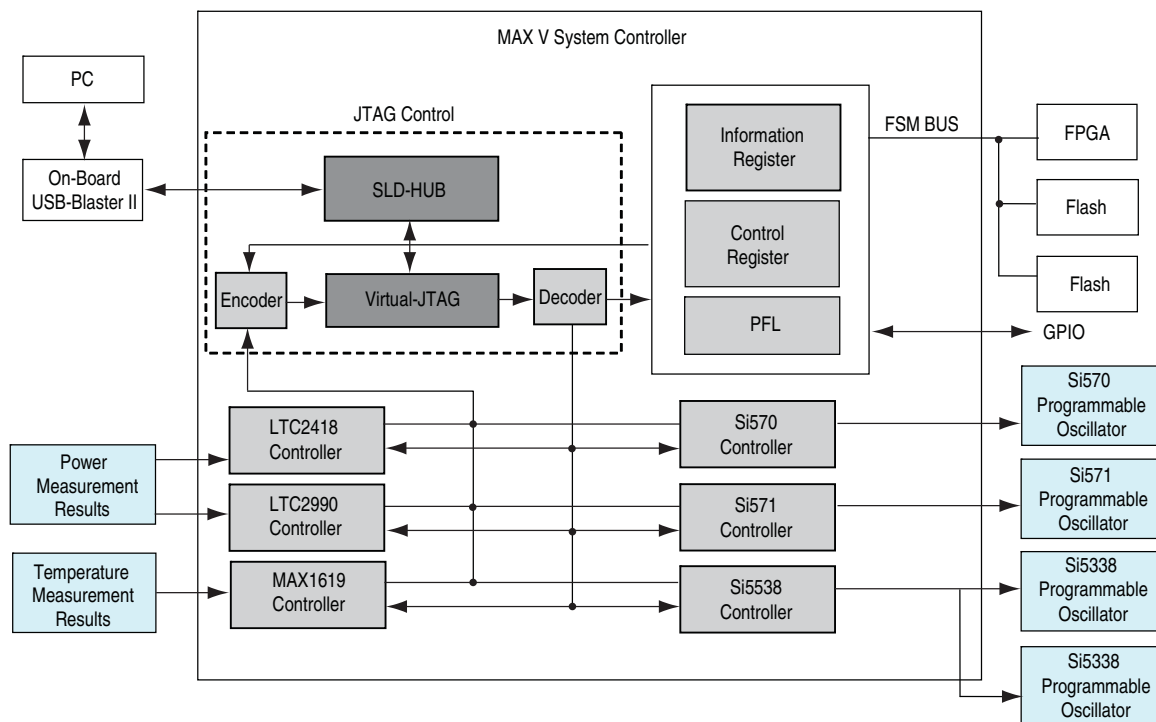 MAX V System Controller
PC
JTAG Control
On-Board
USB-Blaster II
SLD-HUB
Encoder
Virtual-JTAG
Decoder
Information
Register
Control
Register
PFL
FSM BUS
FPGA
Flash
Flash
GPIO
Power
Measurement
Results
Temperature
Measurement
Results
LTC2418
Controller
LTC2990
Controller
MAX1619
Controller
Si570
Controller
Si571
Controller
Si5538
Controller
Si570
Programmable
Oscillator
Si571
Programmable
Oscillator
Si5338
Programmable
Oscillator
Si5338
Programmable
Oscillator